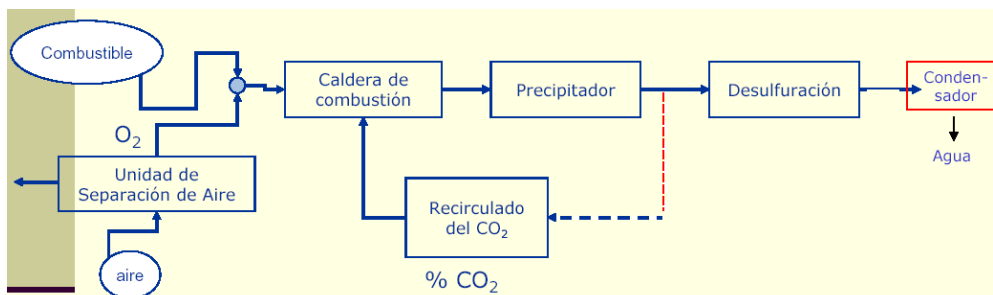 Combustible
Caldera de
combustión
Precipitador
Desulfuración
Conden-
sador
O₂
Agua
Unidad de
Separación de Aire
Recirculado
del CO₂
aire
% CO₂